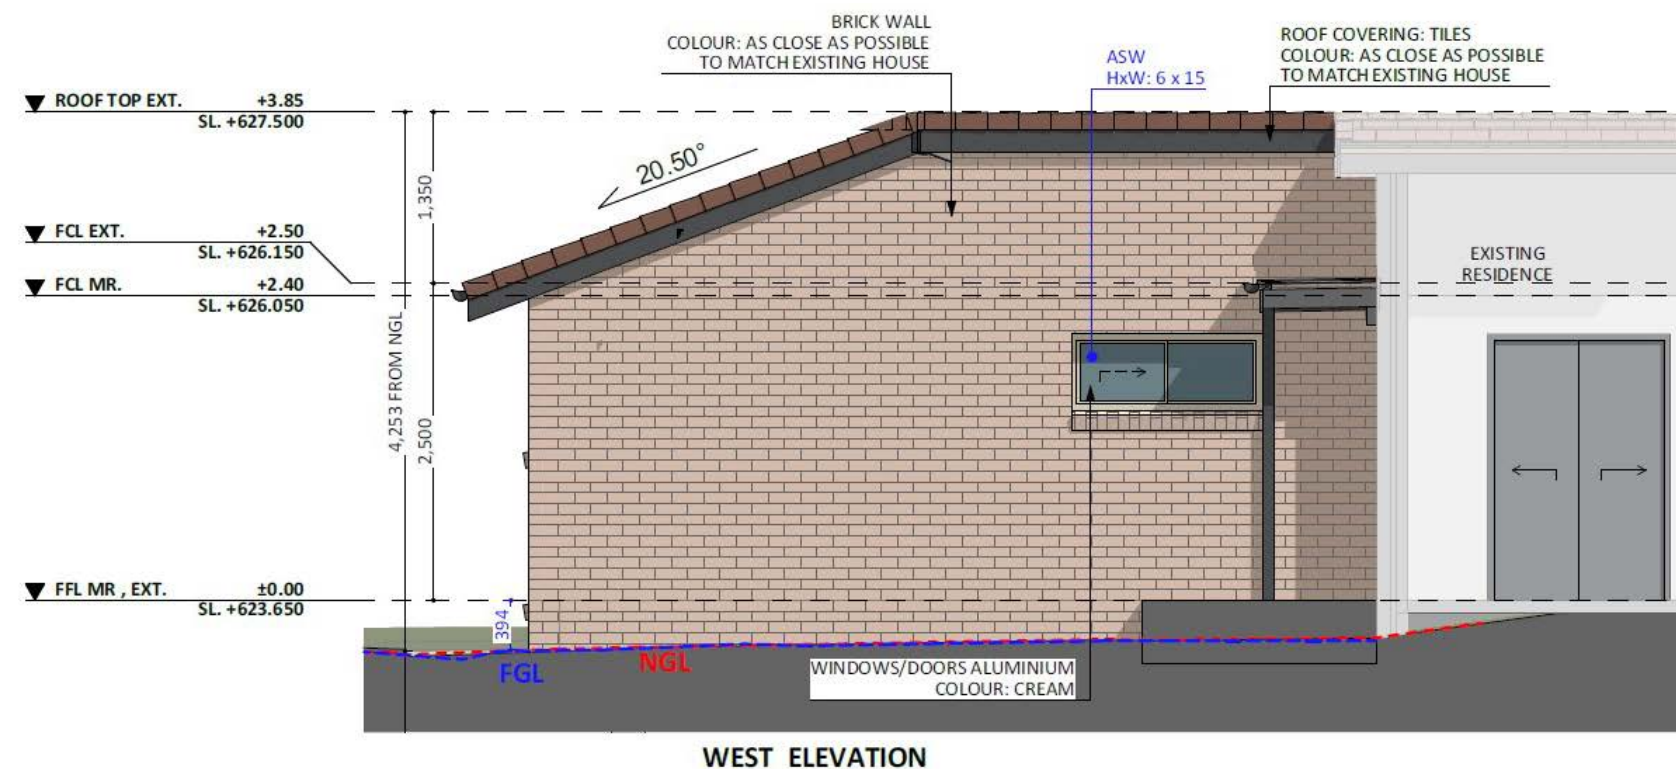 BRICK WALL
COLOUR: AS CLOSE AS POSSIBLE
TO MATCH EXISTING HOUSE
ASW
HxW: 6 x 15
ROOF COVERING: TILES
COLOUR: AS CLOSE AS POSSIBLE
TO MATCH EXISTING HOUSE
ROOF TOP EXT. +3.85
SL. +627.500
20.50°
1,350
FCL EXT. +2.50
SL. +626.150
FCL MR. +2.40
SL. +626.050
EXISTING
RESIDENCE
4,253 FROM NGL
2,500
FFL MR , EXT. ±0.00
SL. +623.650
394
FGL
NGL
WINDOWS/DOORS ALUMINIUM
COLOUR: CREAM
WEST ELEVATION